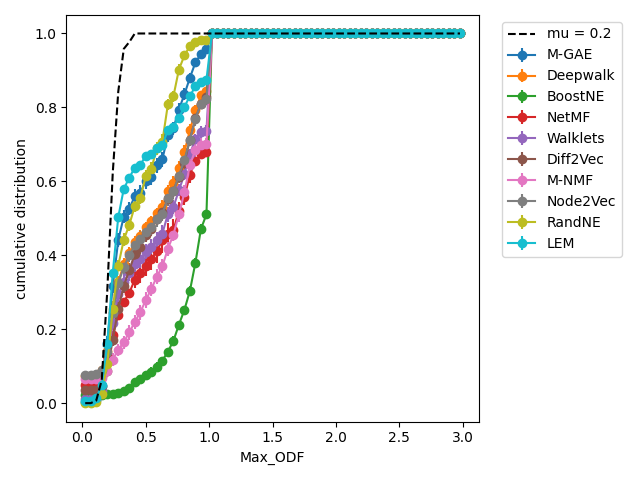 1.0
0.8
0.6
0.4
0.2
0.0
cumulative distribution
0.0 0.5 1.0 1.5 2.0 2.5 3.0
Max_ODF
mu = 0.2
M-GAE
Deepwalk
BoostNE
NetMF
Walklets
Diff2Vec
M-NMF
Node2Vec
RandNE
LEM